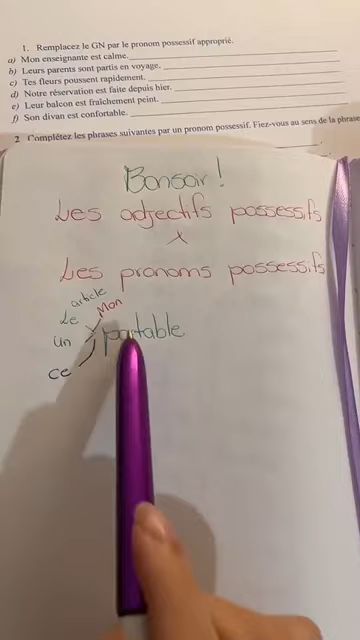 1. Remplacez le GN par le pronom possessif approprié.
a) Mon enseignante est calme.
b) Leurs parents sont partis en voyage.
c) Tes fleurs poussent rapidement.
d) Notre réservation est faite depuis hier.
e) Leur balcon est fraîchement peint.
f) Son divan est confortable.
2 Complétez les phrases suivantes par un pronom possessif. Fiez-vous au sens de la phrase
Bonsoir !
Les adjectifs possessifs
x
Les pronoms possessifs
article
Mon
Le
Un
portable
ce